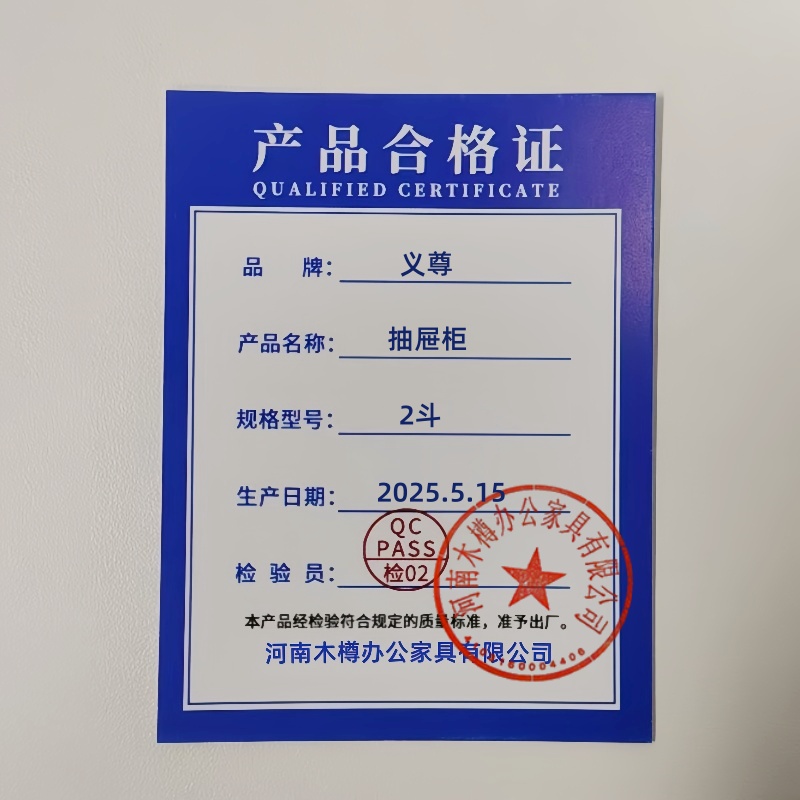 产品合格证
QUALIFIED CERTIFICATE
品 牌: 义尊
产品名称: 抽屉柜
规格型号: 2斗
生产日期: 2025.5.15
检 验 员:
QC
PASS
检02
本产品经检验符合规定的质量标准，准予出厂。
河南木樽办公家具有限公司
河南木樽办公家具有限公司